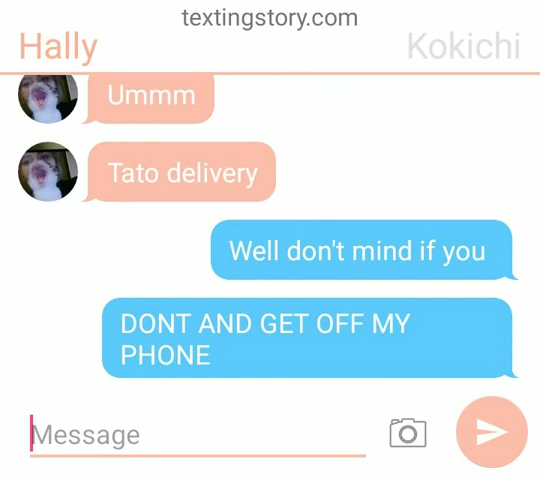 textingstory.com
Hally
Kokichi
Ummm
Tato delivery
Well don't mind if you
DONT AND GET OFF MY
PHONE
Message